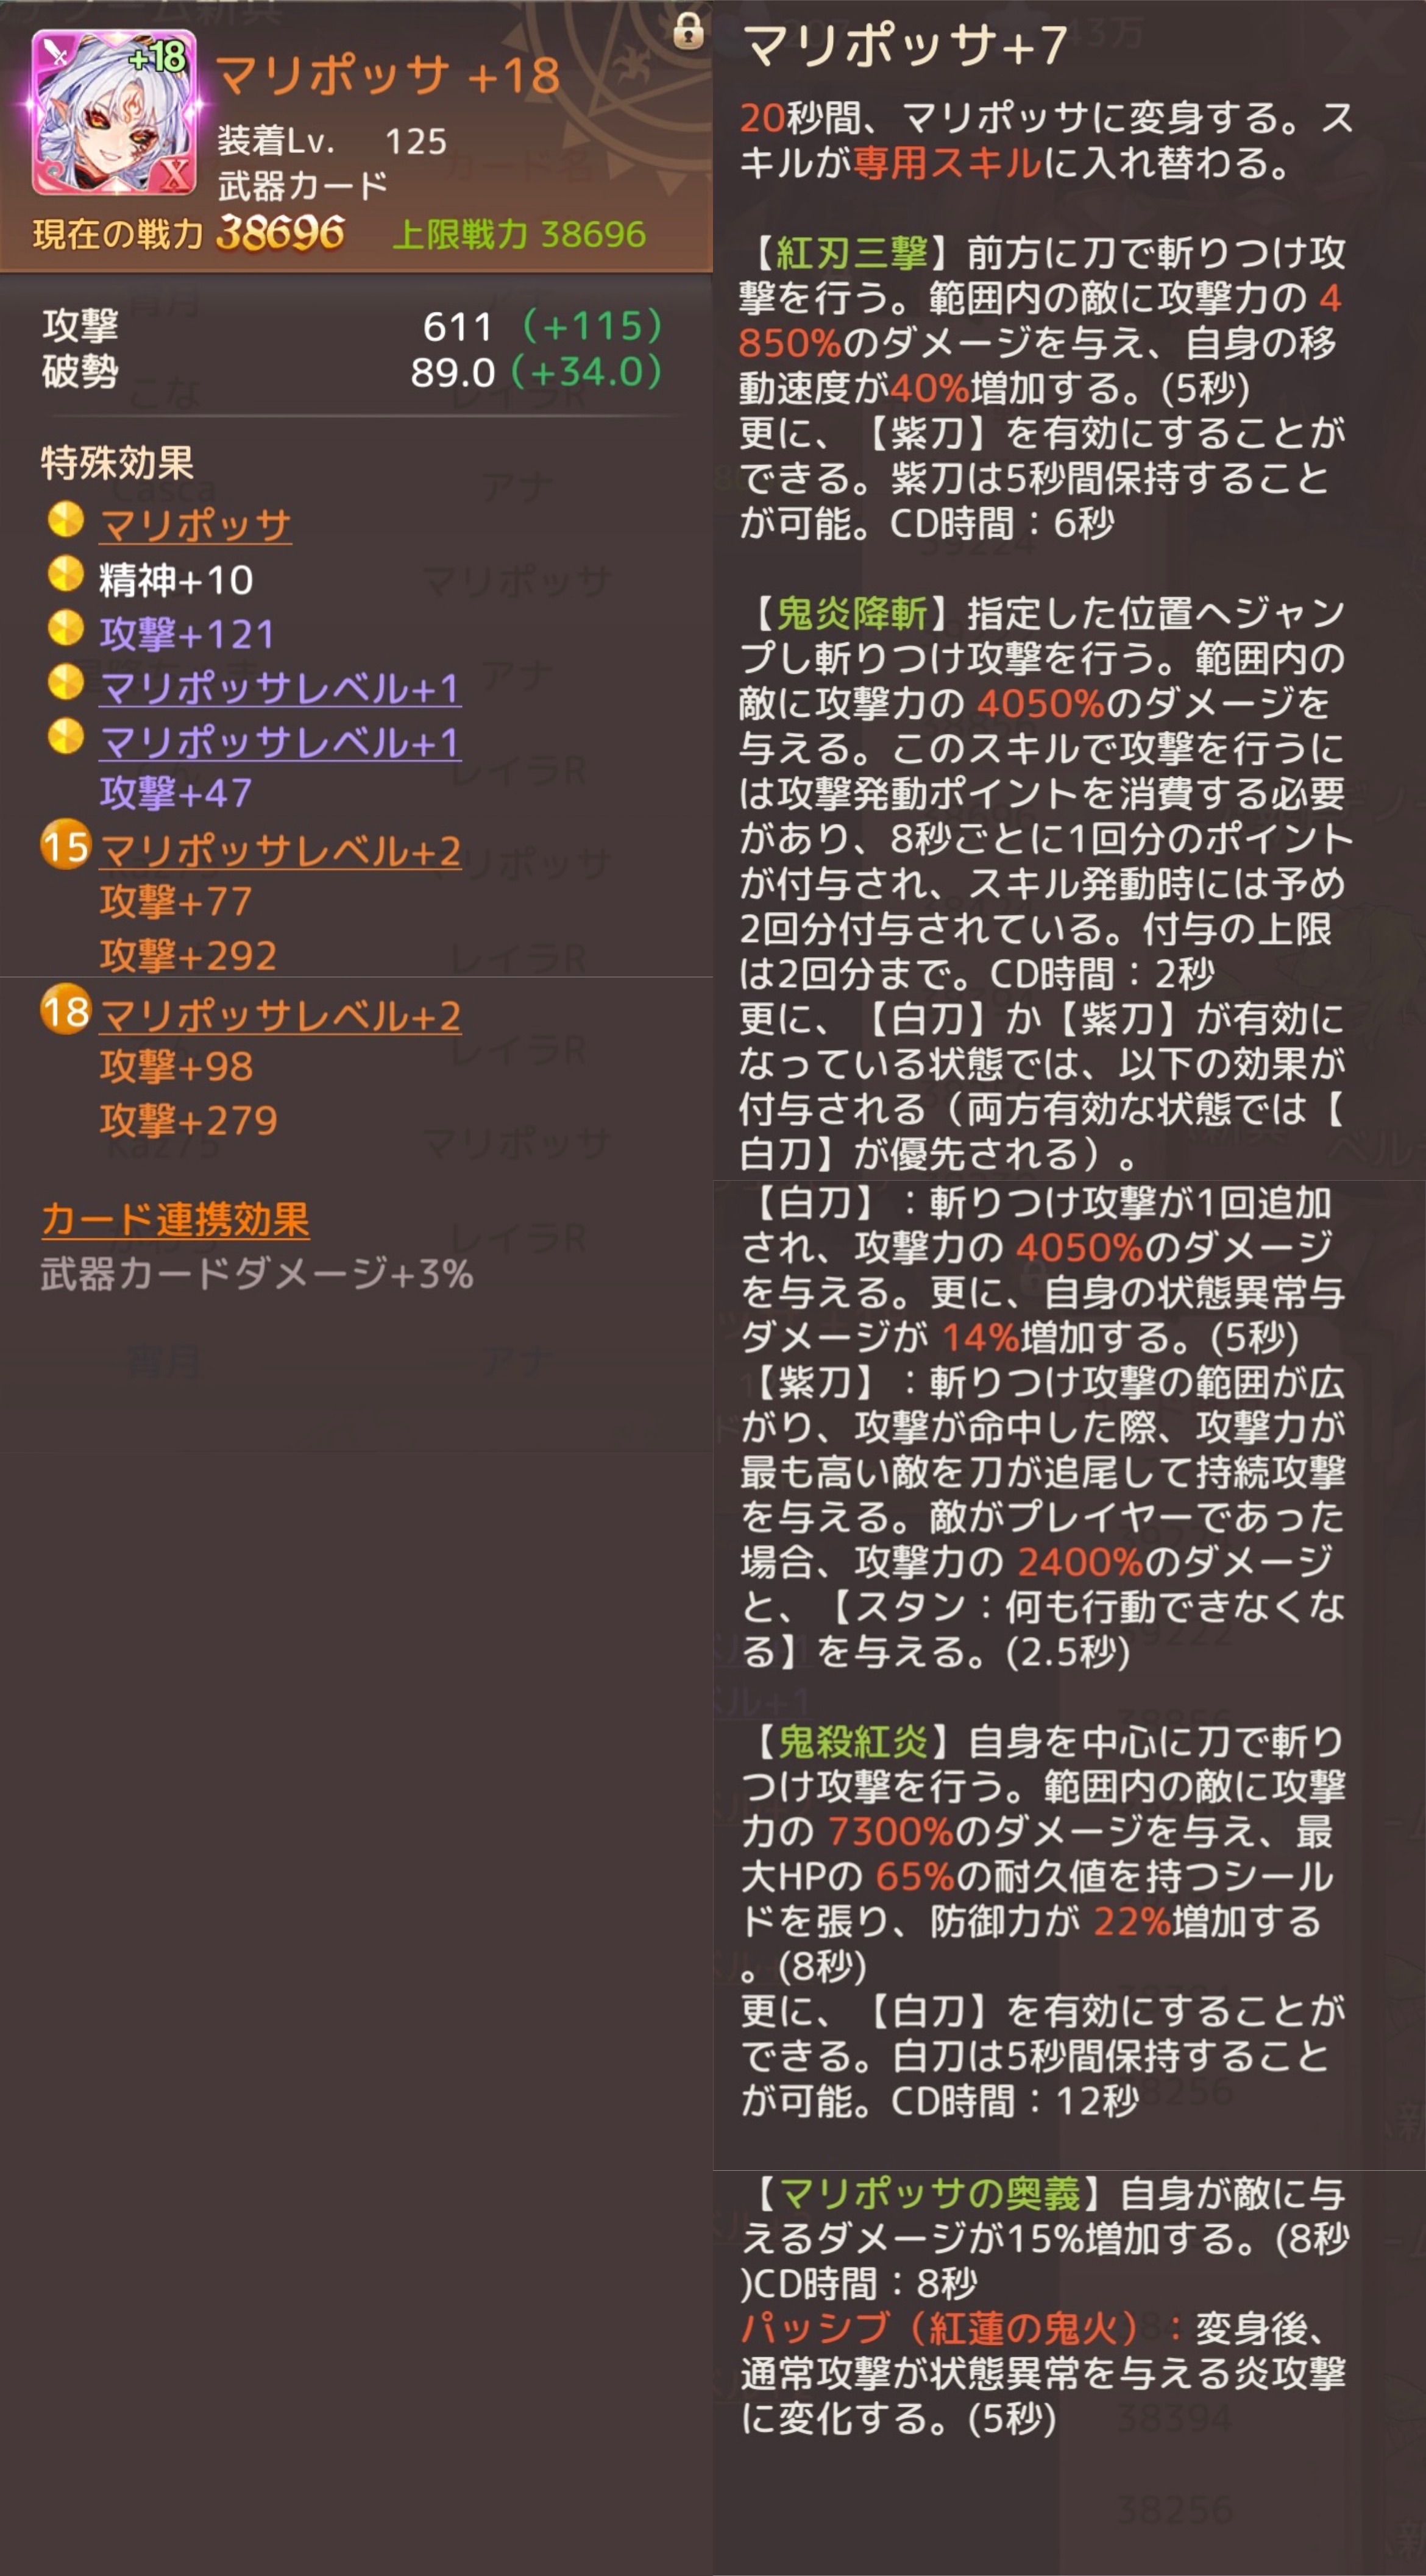 +18
X
マリポッサ +18
装着Lv. 125
武器カード
現在の戦力 38696 上限戦力 38696
攻撃 611 (+115)
破勢 89.0 (+34.0)
特殊効果
マリポッサ
精神+10
攻撃+121
マリポッサレベル+1
マリポッサレベル+1
攻撃+47
15 マリポッサレベル+2
攻撃+77
攻撃+292
18 マリポッサレベル+2
攻撃+98
攻撃+279
カード連携効果
武器カードダメージ+3%
マリポッサ+7
20秒間、マリポッサに変身する。ス
キルが専用スキルに入れ替わる。
【紅刃三撃】前方に刀で斬りつけ攻
撃を行う。範囲内の敵に攻撃力の 4
850%のダメージを与え、自身の移
動速度が40%増加する。(5秒)
更に、【紫刀】を有効にすることが
できる。紫刀は5秒間保持すること
が可能。CD時間：6秒
【鬼炎降斬】指定した位置へジャン
プし斬りつけ攻撃を行う。範囲内の
敵に攻撃力の 4050%のダメージを
与える。このスキルで攻撃を行うに
は攻撃発動ポイントを消費する必要
があり、8秒ごとに1回分のポイント
が付与され、スキル発動時には予め
2回分付与されている。付与の上限
は2回分まで。CD時間：2秒
更に、【白刀】か【紫刀】が有効に
なっている状態では、以下の効果が
付与される（両方有効な状態では【
白刀】が優先される）。
【白刀】：斬りつけ攻撃が1回追加
され、攻撃力の 4050%のダメージ
を与える。更に、自身の状態異常与
ダメージが 14%増加する。(5秒)
【紫刀】：斬りつけ攻撃の範囲が広
がり、攻撃が命中した際、攻撃力が
最も高い敵を刀が追尾して持続攻撃
を与える。敵がプレイヤーであった
場合、攻撃力の 2400%のダメージ
と、【スタン：何も行動できなくな
る】を与える。(2.5秒)
【鬼殺紅炎】自身を中心に刀で斬り
つけ攻撃を行う。範囲内の敵に攻撃
力の 7300%のダメージを与え、最
大HPの 65%の耐久値を持つシール
ドを張り、防御力が 22%増加する
。(8秒)
更に、【白刀】を有効にすることが
できる。白刀は5秒間保持すること
が可能。CD時間：12秒
【マリポッサの奥義】自身が敵に与
えるダメージが15%増加する。(8秒
)CD時間：8秒
パッシブ（紅蓮の鬼火）：変身後、
通常攻撃が状態異常を与える炎攻撃
に変化する。(5秒)